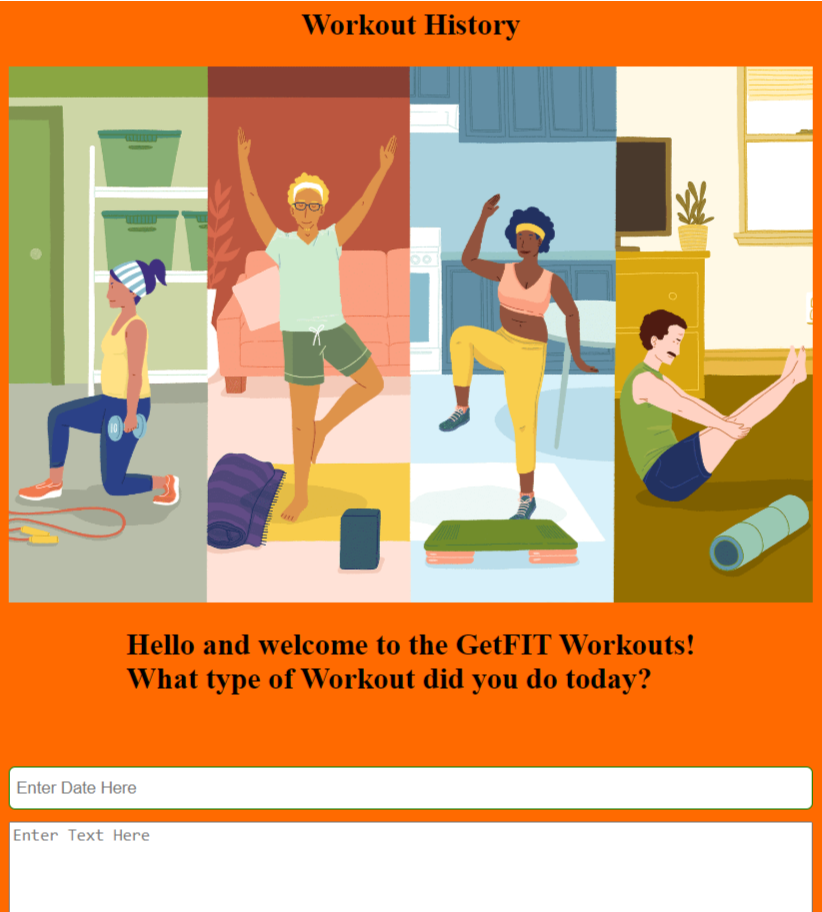 Workout History
10
Hello and welcome to the GetFIT Workouts!
What type of Workout did you do today?
Enter Date Here
Enter Text Here